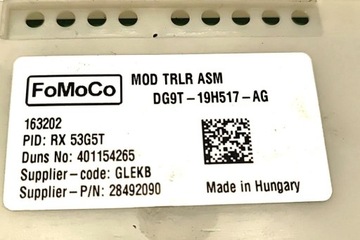 FoMoCo
MOD TRLR ASM
DG9T-19H517-AG
163202
PID: RX 53G5T
Duns No: 401154265
Supplier-code: GLEKB
Supplier-P/N: 28492090
Made in Hungary